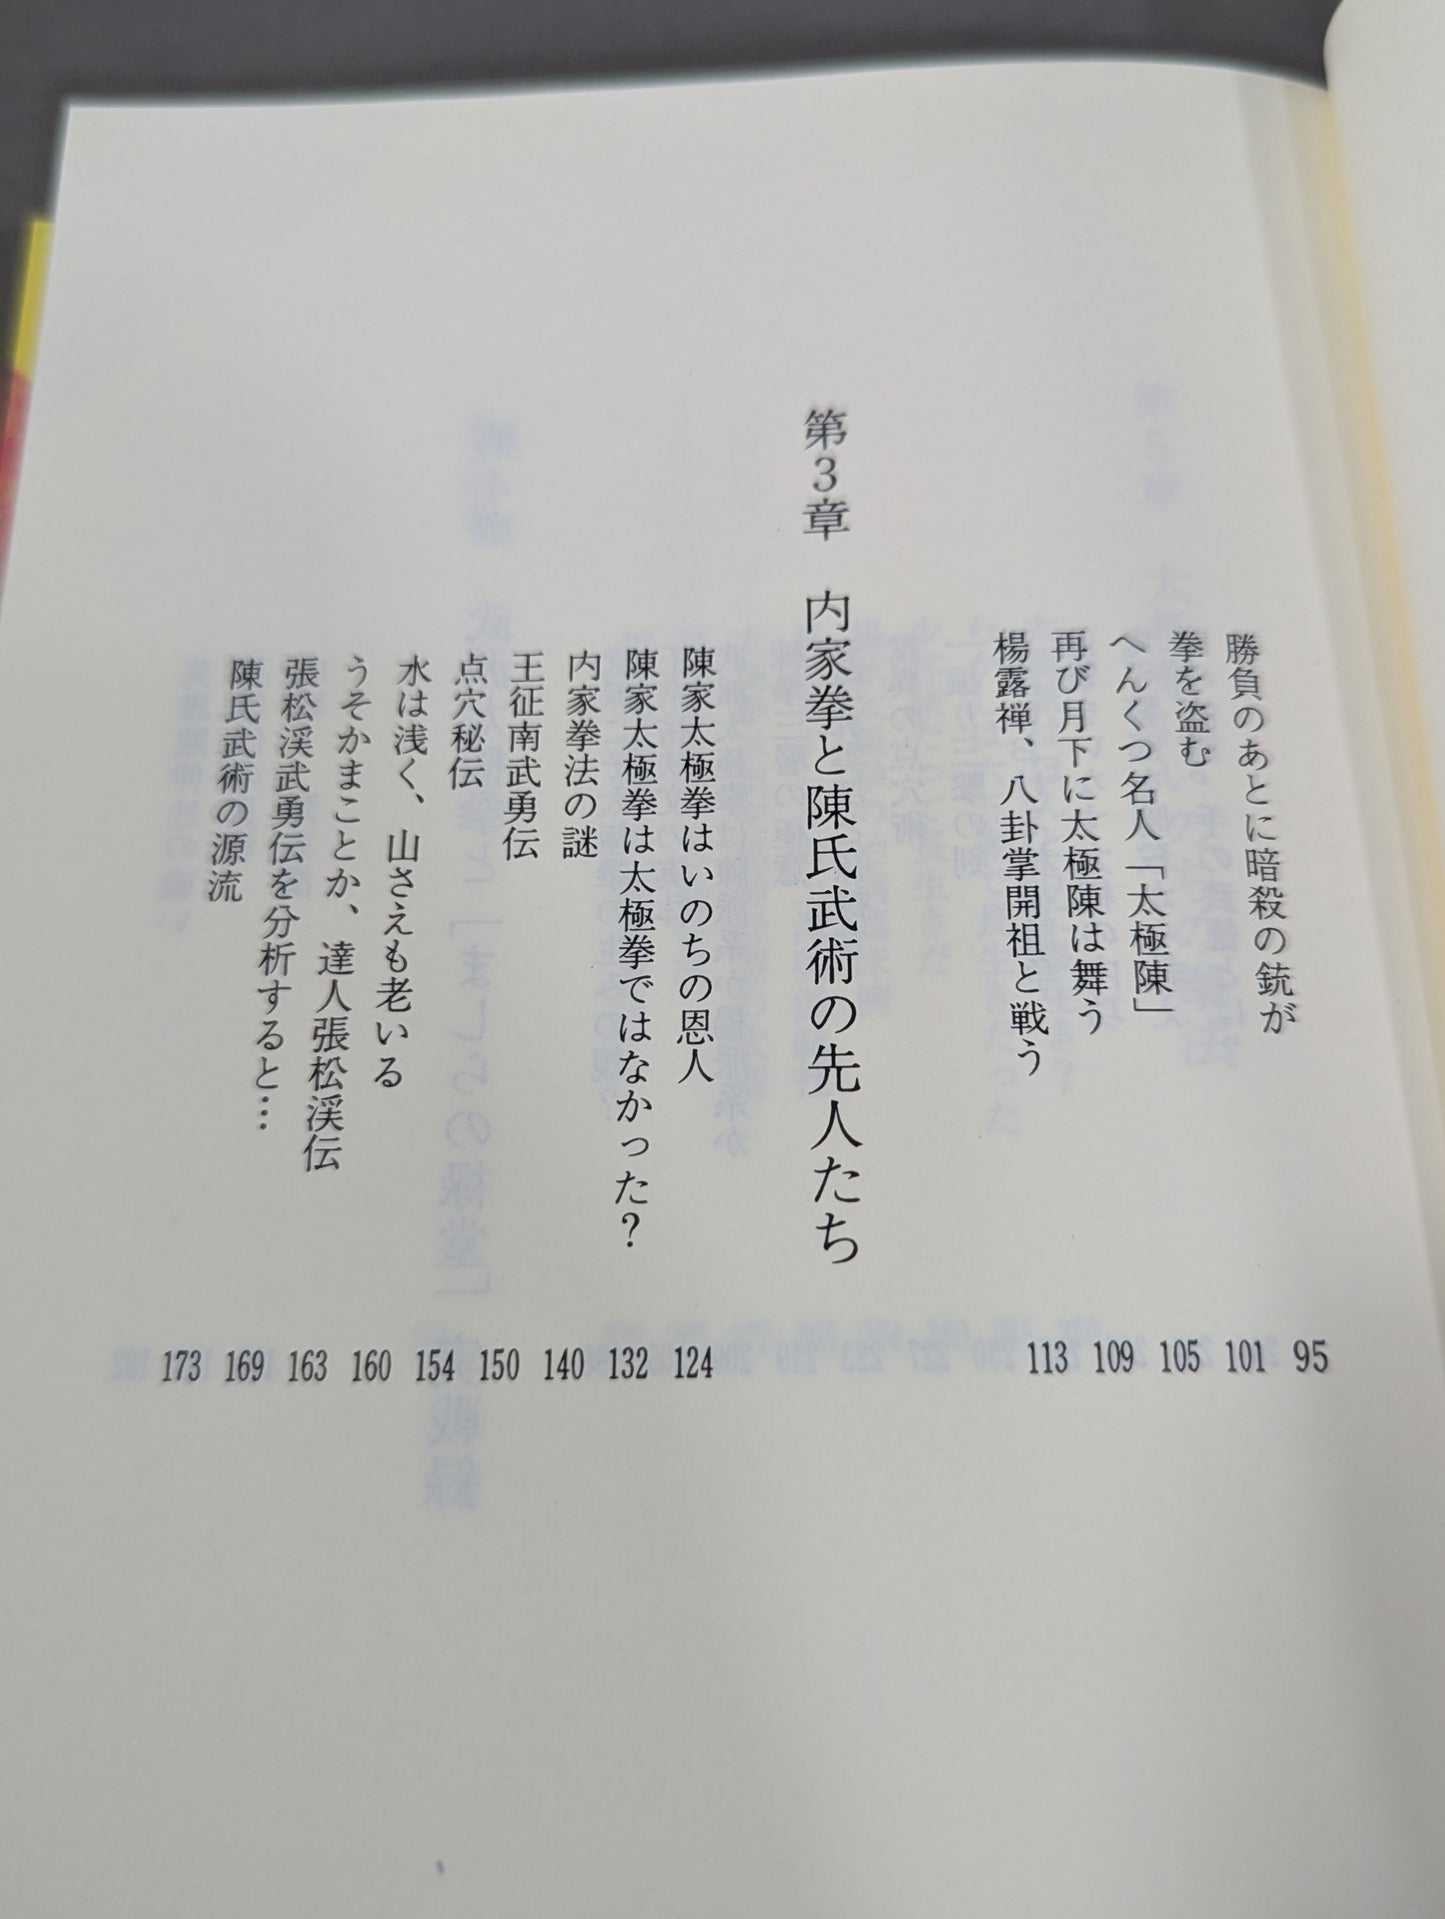 勝負のあとに暗殺の銃が 95
拳を盗む 101
へんくつ名人「太極陳」 105
再び月下に太極陳は舞う 109
楊露禅、八卦掌開祖と戦う 113
第3章 内家拳と陳氏武術の先人たち
陳家太極拳はいのちの恩人 124
陳家太極拳は太極拳ではなかった? 132
内家拳法の謎 140
王征南武勇伝 150
点穴秘伝 154
水は浅く、山さえも老いる 160
うそかまことか、達人張松渓伝 163
張松渓武勇伝を分析すると… 169
陳氏武術の源流 173